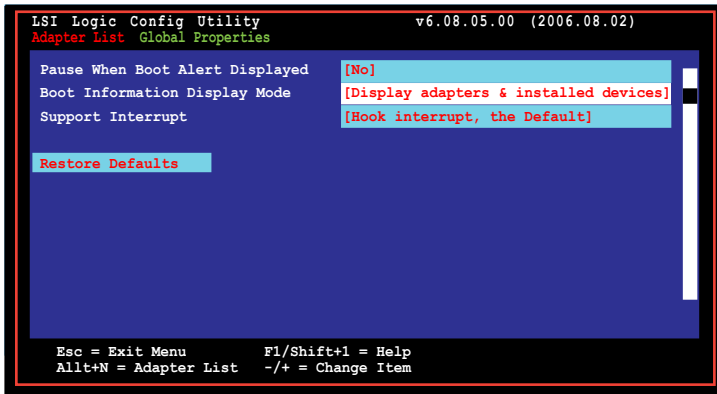 LSI Logic Config Utility v6.08.05.00 (2006.08.02)
Adapter List Global Properties
Pause When Boot Alert Displayed [No]
Boot Information Display Mode [Display adapters & installed devices]
Support Interrupt [Hook interrupt, the Default]
Restore Defaults
Esc = Exit Menu F1/Shift+1 = Help
Allt+N = Adapter List -/+ = Change Item